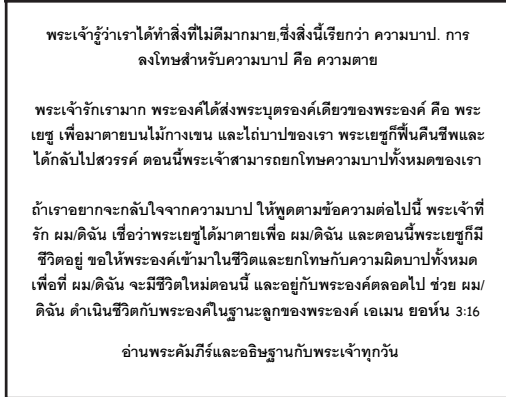 พระเจ้ารู้ว่าเราได้ทำสิ่งที่ไม่ดีมากมาย,ซึ่งสิ่งนี้เรียกว่า ความบาป. การ
ลงโทษสำหรับความบาป คือ ความตาย
พระเจ้ารักเรามาก พระองค์ได้ส่งพระบุตรองค์เดียวของพระองค์ คือ พระ
เยซู เพื่อมาตายบนไม้กางเขน และไถ่บาปของเรา พระเยซูก็ฟื้นคืนชีพและ
ได้กลับไปสวรรค์ ตอนนี้พระเจ้าสามารถยกโทษความบาปทั้งหมดของเรา
ถ้าเราอยากจะกลับใจจากความบาป ให้พูดตามข้อความต่อไปนี้ พระเจ้าที่
รัก ผม/ดิฉัน เชื่อว่าพระเยซูได้มาตายเพื่อ ผม/ดิฉัน และตอนนี้พระเยซูก็มี
ชีวิตอยู่ ขอให้พระองค์เข้ามาในชีวิตและยกโทษกับความผิดบาปทั้งหมด
เพื่อที่ ผม/ดิฉัน จะมีชีวิตใหม่ตอนนี้ และอยู่กับพระองค์ตลอดไป ช่วย ผม/
ดิฉัน ดำเนินชีวิตกับพระองค์ในฐานะลูกของพระองค์ เอเมน ยอห์น 3:16
อ่านพระคัมภีร์และอธิษฐานกับพระเจ้าทุกวัน